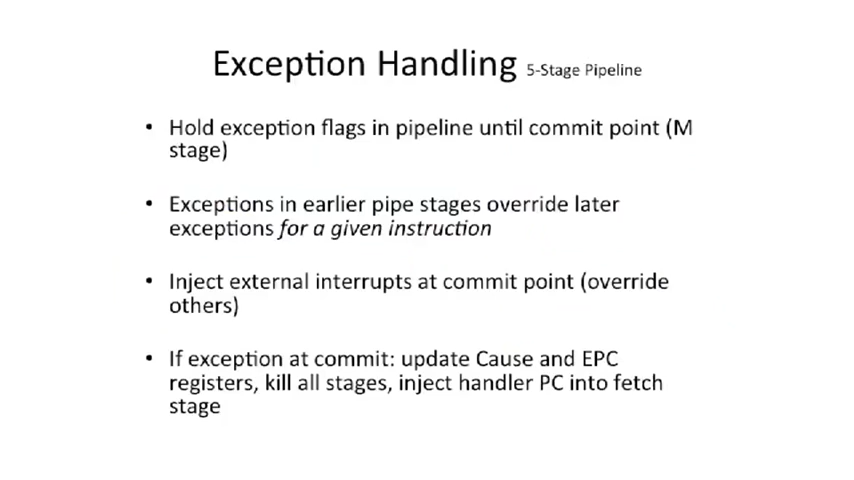 Exception Handling 5-Stage Pipeline
• Hold exception flags in pipeline until commit point (M
stage)
• Exceptions in earlier pipe stages override later
exceptions for a given instruction
• Inject external interrupts at commit point (override
others)
• If exception at commit: update Cause and EPC
registers, kill all stages, inject handler PC into fetch
stage